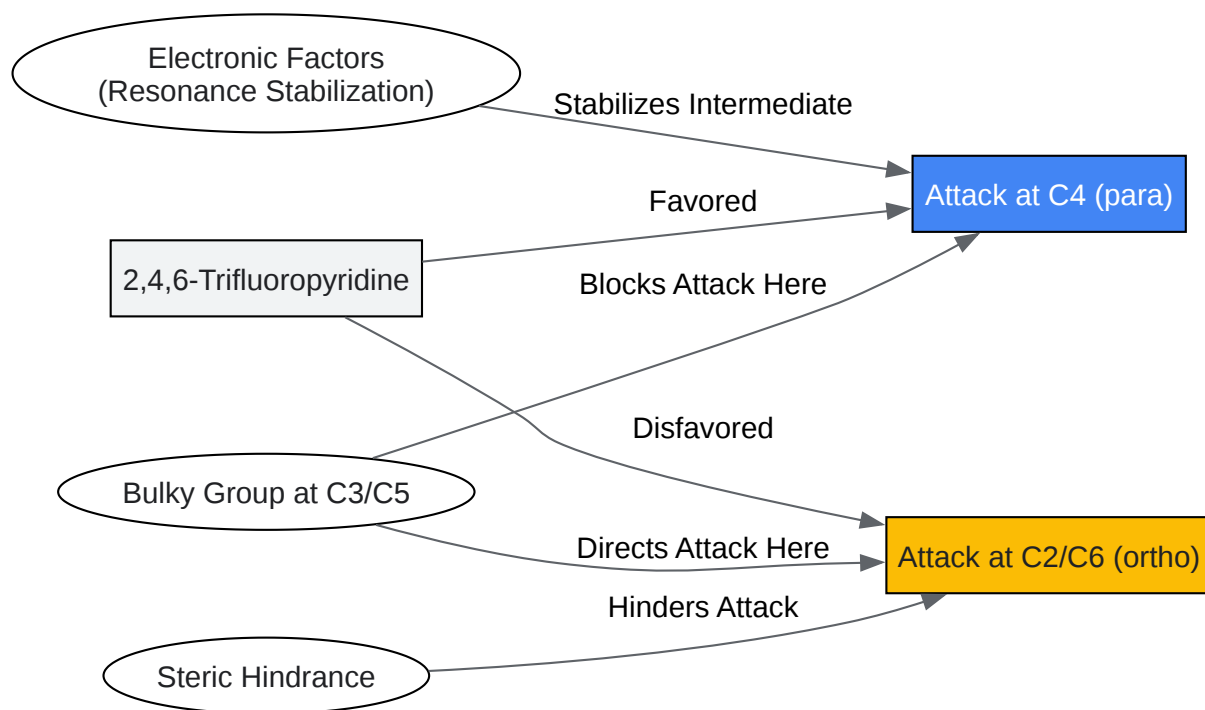 Electronic Factors
(Resonance Stabilization)
Stabilizes Intermediate
Attack at C4 (para)
Favored
2,4,6-Trifluoropyridine
Blocks Attack Here
Disfavored
Bulky Group at C3/C5
Directs Attack Here
Attack at C2/C6 (ortho)
Hinders Attack
Steric Hindrance